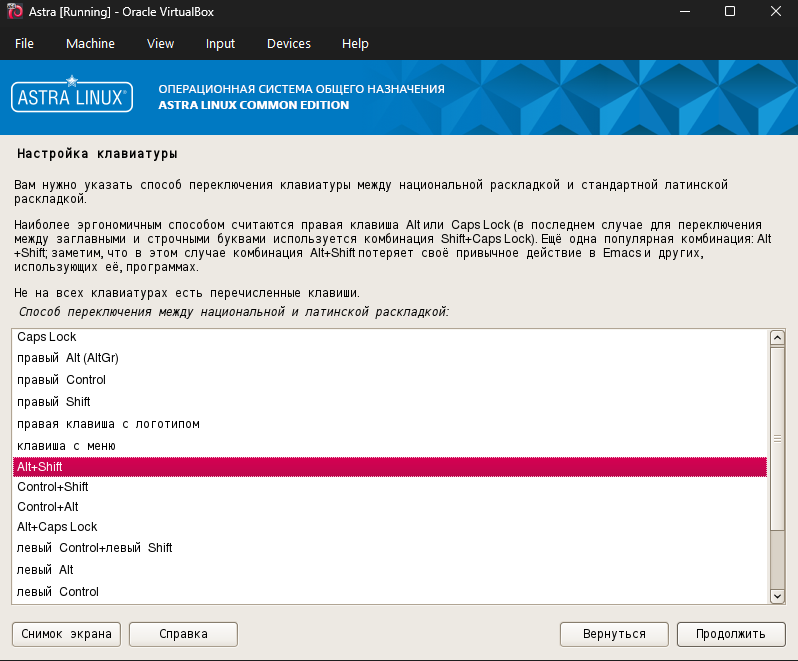 Astra [Running] - Oracle VirtualBox
File Machine View Input Devices Help
ASTRA LINUX®
ОПЕРАЦИОННАЯ СИСТЕМА ОБЩЕГО НАЗНАЧЕНИЯ
ASTRA LINUX COMMON EDITION
Настройка клавиатуры
Вам нужно указать способ переключения клавиатуры между национальной раскладкой и стандартной латинской
раскладкой.
Наиболее эргономичным способом считаются правая клавиша Alt или Caps Lock (в последнем случае для переключения
между заглавными и строчными буквами используется комбинация Shift+Caps Lock). Ещё одна популярная комбинация: Alt
+Shift; заметим, что в этом случае комбинация Alt+Shift потеряет своё привычное действие в Emacs и других,
использующих её, программах.
Не на всех клавиатурах есть перечисленные клавиши.
Способ переключения между национальной и латинской раскладкой:
Caps Lock
правый Alt (AltGr)
правый Control
правый Shift
правая клавиша с логотипом
клавиша с меню
Alt+Shift
Control+Shift
Control+Alt
Alt+Caps Lock
левый Control+левый Shift
левый Alt
левый Control
Снимок экрана Справка Вернуться Продолжить